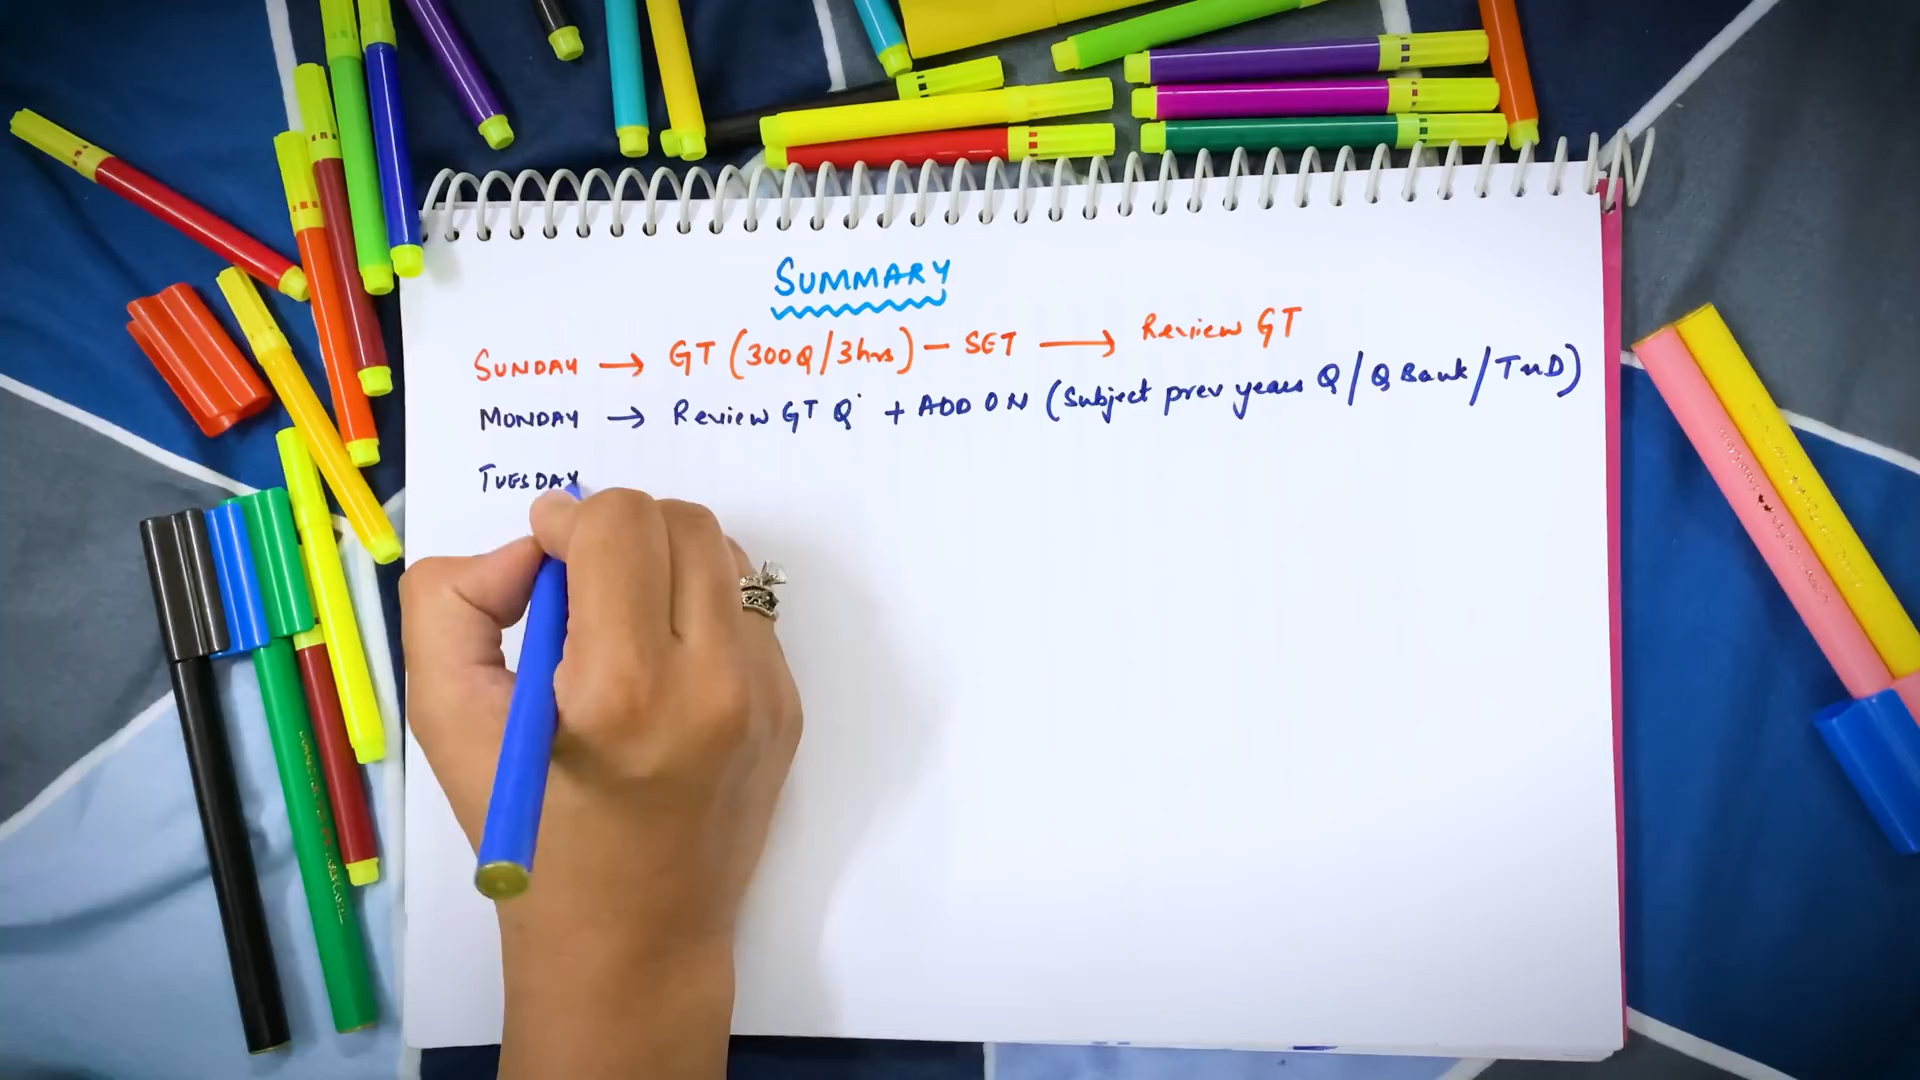 SUMMARY
SUNDAY → GT (300Q/3hrs) – SET → Review GT
MONDAY → Review GT Q + ADD ON (Subject prev years Q/Q Bank/TnD)
TUESDAY